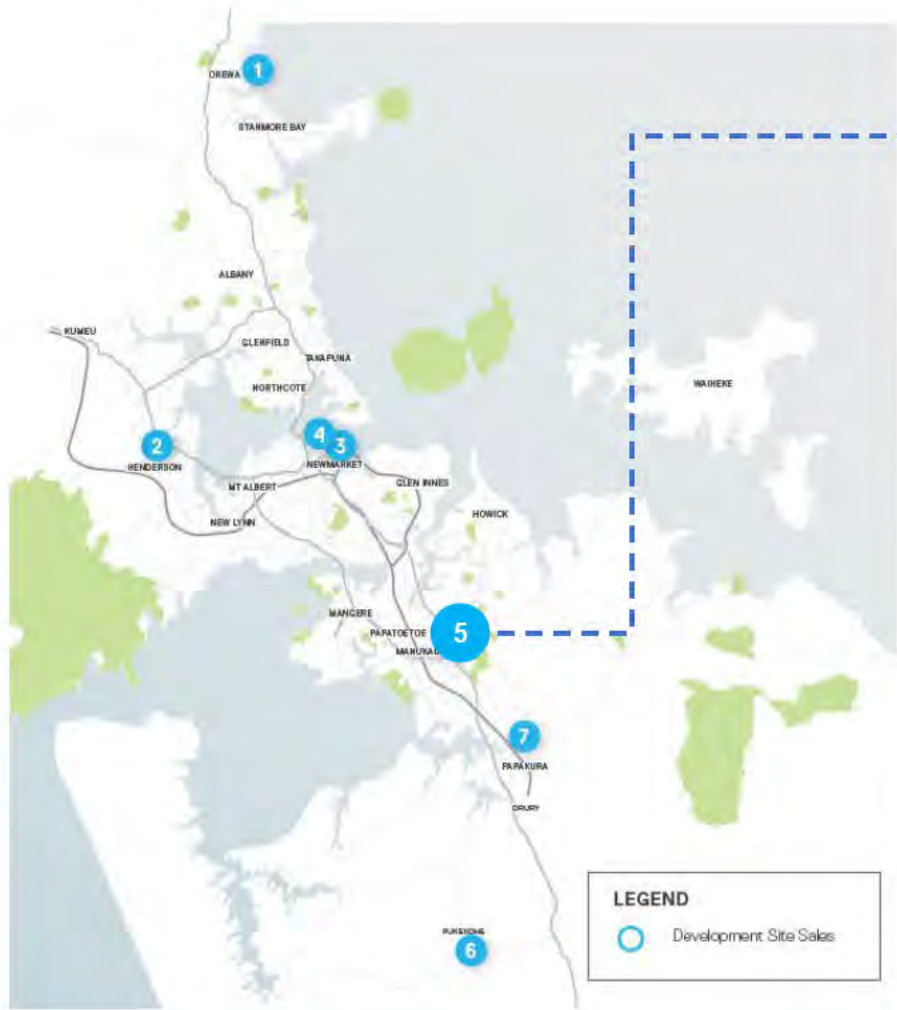 1
OREWA
STANMORE BAY
ALBANY
KUMEU
GLENFIELD
TAKAPUNA
NORTHCOTE
WAIHEKE
4
3
2
HENDERSON
NEWMARKET
MT ALBERT
GLEN INNES
NEW LYNN
HOWICK
MANGERE
PAPATOETOE
5
MANUKAU
7
PAPAKURA
DRURY
PUKEKOHE
6
LEGEND
Development Site Sales